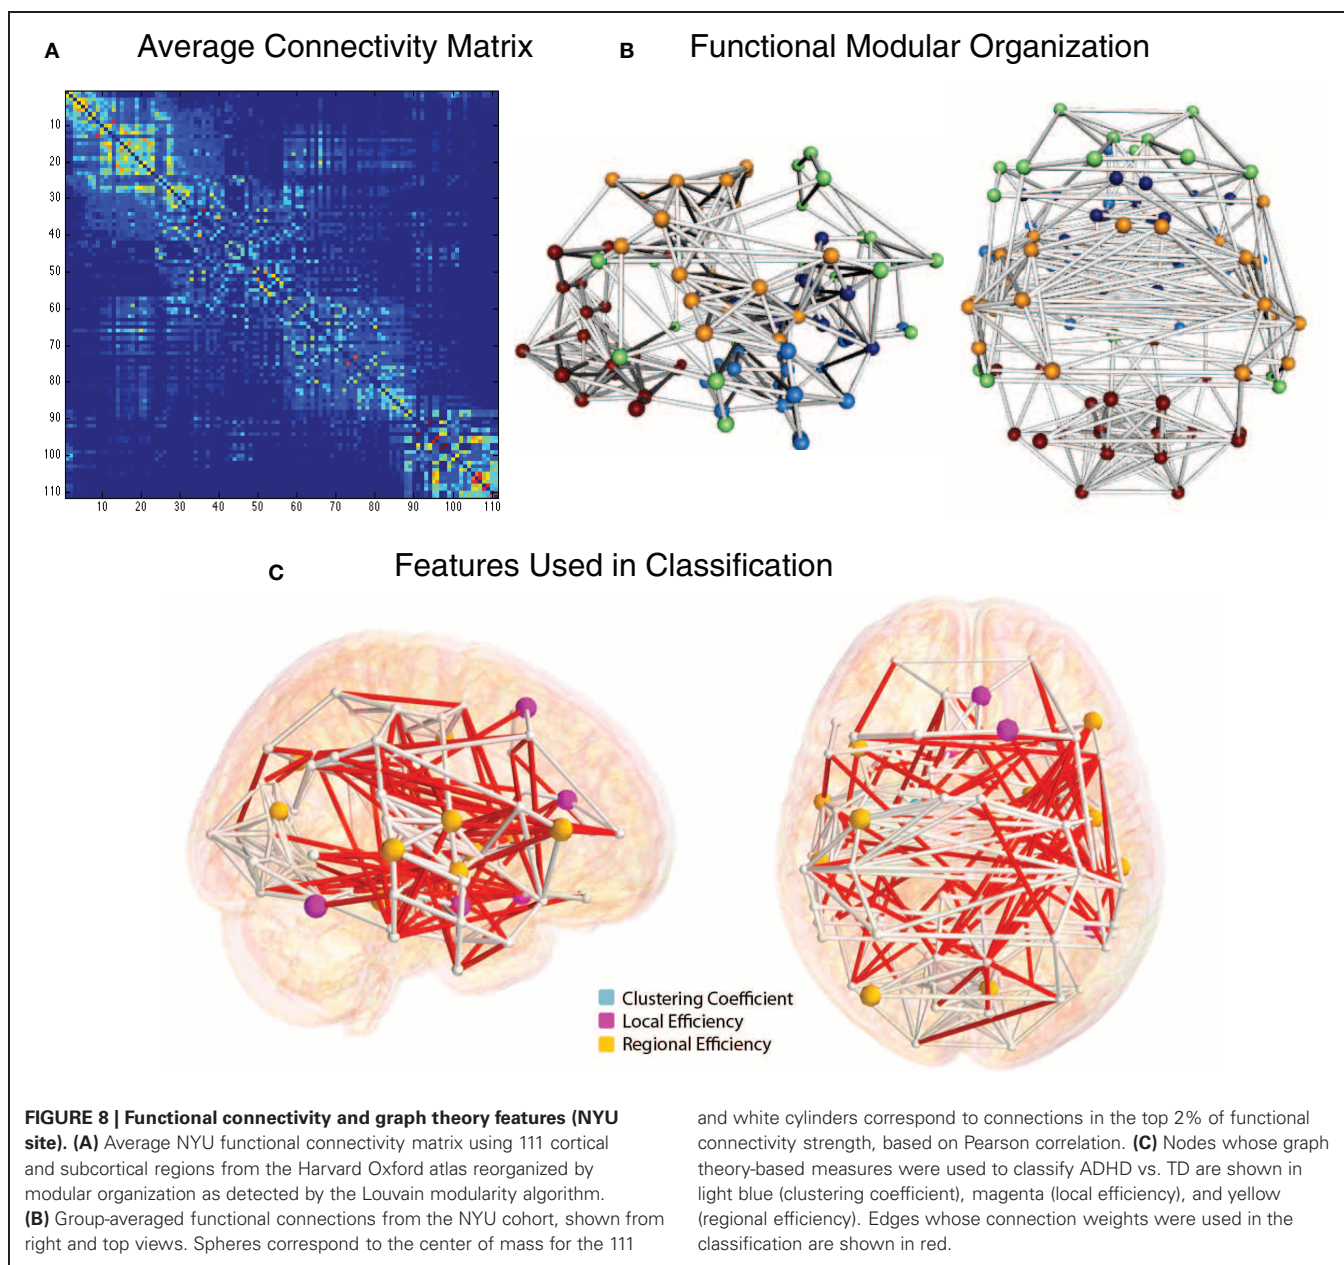 A Average Connectivity Matrix
B Functional Modular Organization
10
20
30
40
50
60
70
80
90
100
110
10 20 30 40 50 60 70 80 90 100 110
C Features Used in Classification
Clustering Coefficient
Local Efficiency
Regional Efficiency
FIGURE 8 | Functional connectivity and graph theory features (NYU
site). (A) Average NYU functional connectivity matrix using 111 cortical
and subcortical regions from the Harvard Oxford atlas reorganized by
modular organization as detected by the Louvain modularity algorithm.
(B) Group-averaged functional connections from the NYU cohort, shown from
right and top views. Spheres correspond to the center of mass for the 111
and white cylinders correspond to connections in the top 2% of functional
connectivity strength, based on Pearson correlation. (C) Nodes whose graph
theory-based measures were used to classify ADHD vs. TD are shown in
light blue (clustering coefficient), magenta (local efficiency), and yellow
(regional efficiency). Edges whose connection weights were used in the
classification are shown in red.